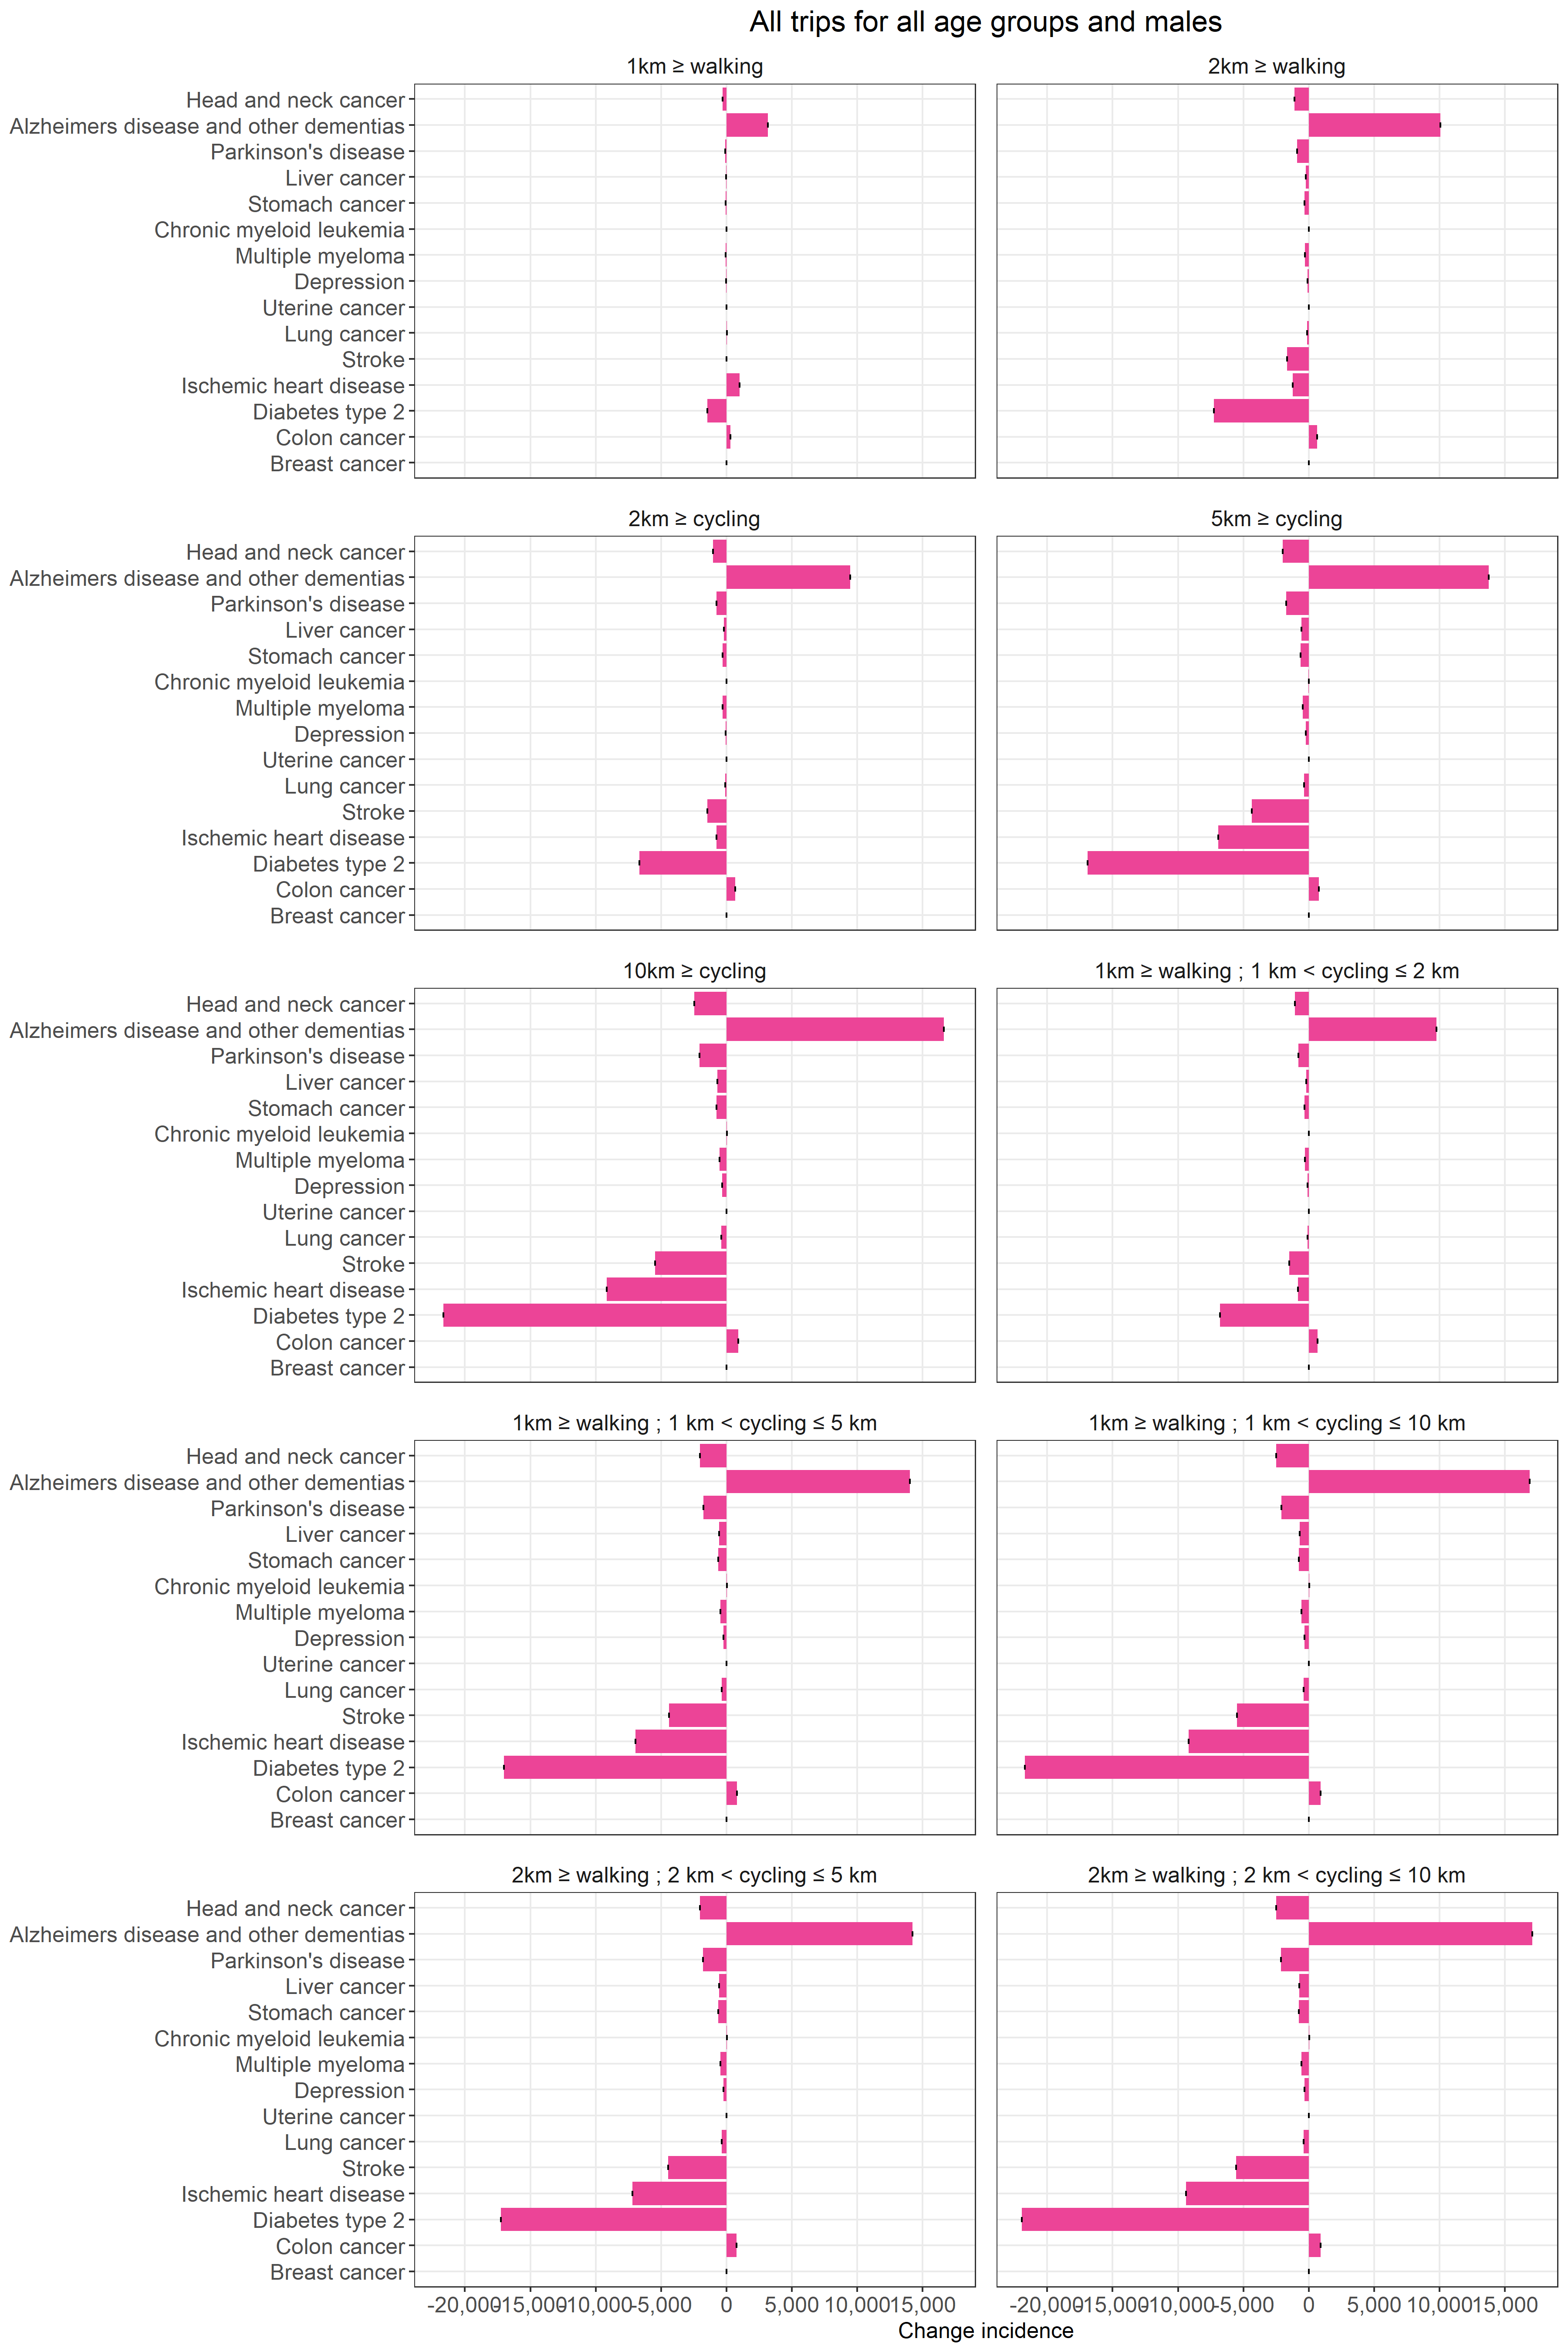 All trips for all age groups and males
1km ≥ walking
2km ≥ walking
Head and neck cancer
Alzheimers disease and other dementias
Parkinson's disease
Liver cancer
Stomach cancer
Chronic myeloid leukemia
Multiple myeloma
Depression
Uterine cancer
Lung cancer
Stroke
Ischemic heart disease
Diabetes type 2
Colon cancer
Breast cancer
2km ≥ cycling
5km ≥ cycling
Head and neck cancer
Alzheimers disease and other dementias
Parkinson's disease
Liver cancer
Stomach cancer
Chronic myeloid leukemia
Multiple myeloma
Depression
Uterine cancer
Lung cancer
Stroke
Ischemic heart disease
Diabetes type 2
Colon cancer
Breast cancer
10km ≥ cycling
1km ≥ walking ; 1 km < cycling ≤ 2 km
Head and neck cancer
Alzheimers disease and other dementias
Parkinson's disease
Liver cancer
Stomach cancer
Chronic myeloid leukemia
Multiple myeloma
Depression
Uterine cancer
Lung cancer
Stroke
Ischemic heart disease
Diabetes type 2
Colon cancer
Breast cancer
1km ≥ walking ; 1 km < cycling ≤ 5 km
1km ≥ walking ; 1 km < cycling ≤ 10 km
Head and neck cancer
Alzheimers disease and other dementias
Parkinson's disease
Liver cancer
Stomach cancer
Chronic myeloid leukemia
Multiple myeloma
Depression
Uterine cancer
Lung cancer
Stroke
Ischemic heart disease
Diabetes type 2
Colon cancer
Breast cancer
2km ≥ walking ; 2 km < cycling ≤ 5 km
2km ≥ walking ; 2 km < cycling ≤ 10 km
Head and neck cancer
Alzheimers disease and other dementias
Parkinson's disease
Liver cancer
Stomach cancer
Chronic myeloid leukemia
Multiple myeloma
Depression
Uterine cancer
Lung cancer
Stroke
Ischemic heart disease
Diabetes type 2
Colon cancer
Breast cancer
-20,000 -15,000 -10,000 -5,000 0 5,000 10,000 15,000
-20,000 -15,000 -10,000 -5,000 0 5,000 10,000 15,000
Change incidence